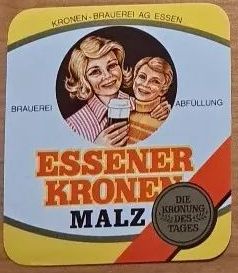 KRONEN-BRAUEREI AG ESSEN
BRAUEREI
ABFÜLLUNG
ESSENER
KRONEN
MALZ
DIE
KRÖNUNG
DES
TAGES